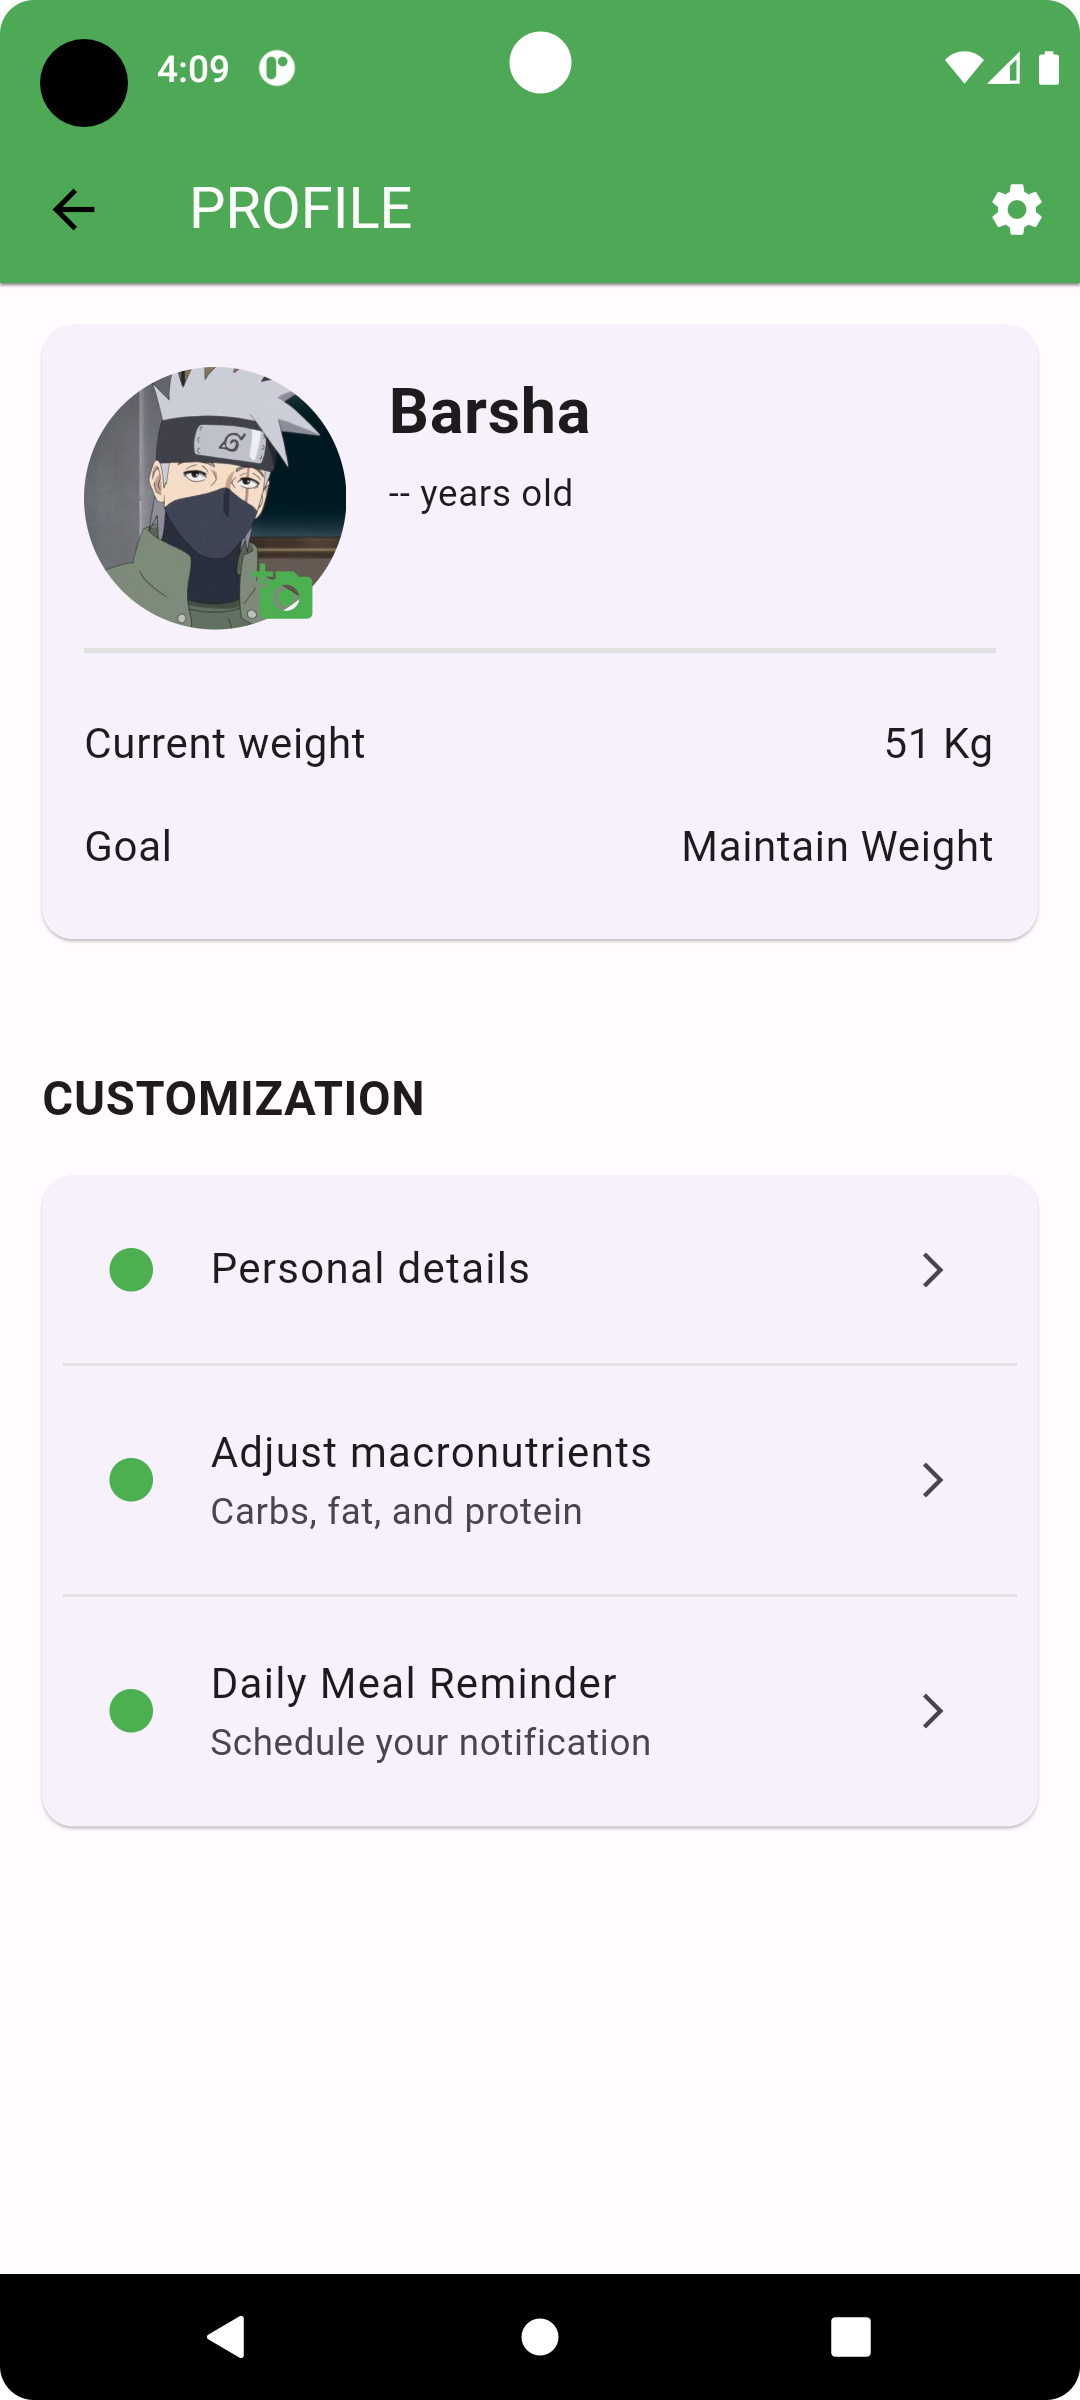 4:09
PROFILE
Barsha
-- years old
Current weight
51 Kg
Goal
Maintain Weight
CUSTOMIZATION
Personal details
Adjust macronutrients
Carbs, fat, and protein
Daily Meal Reminder
Schedule your notification